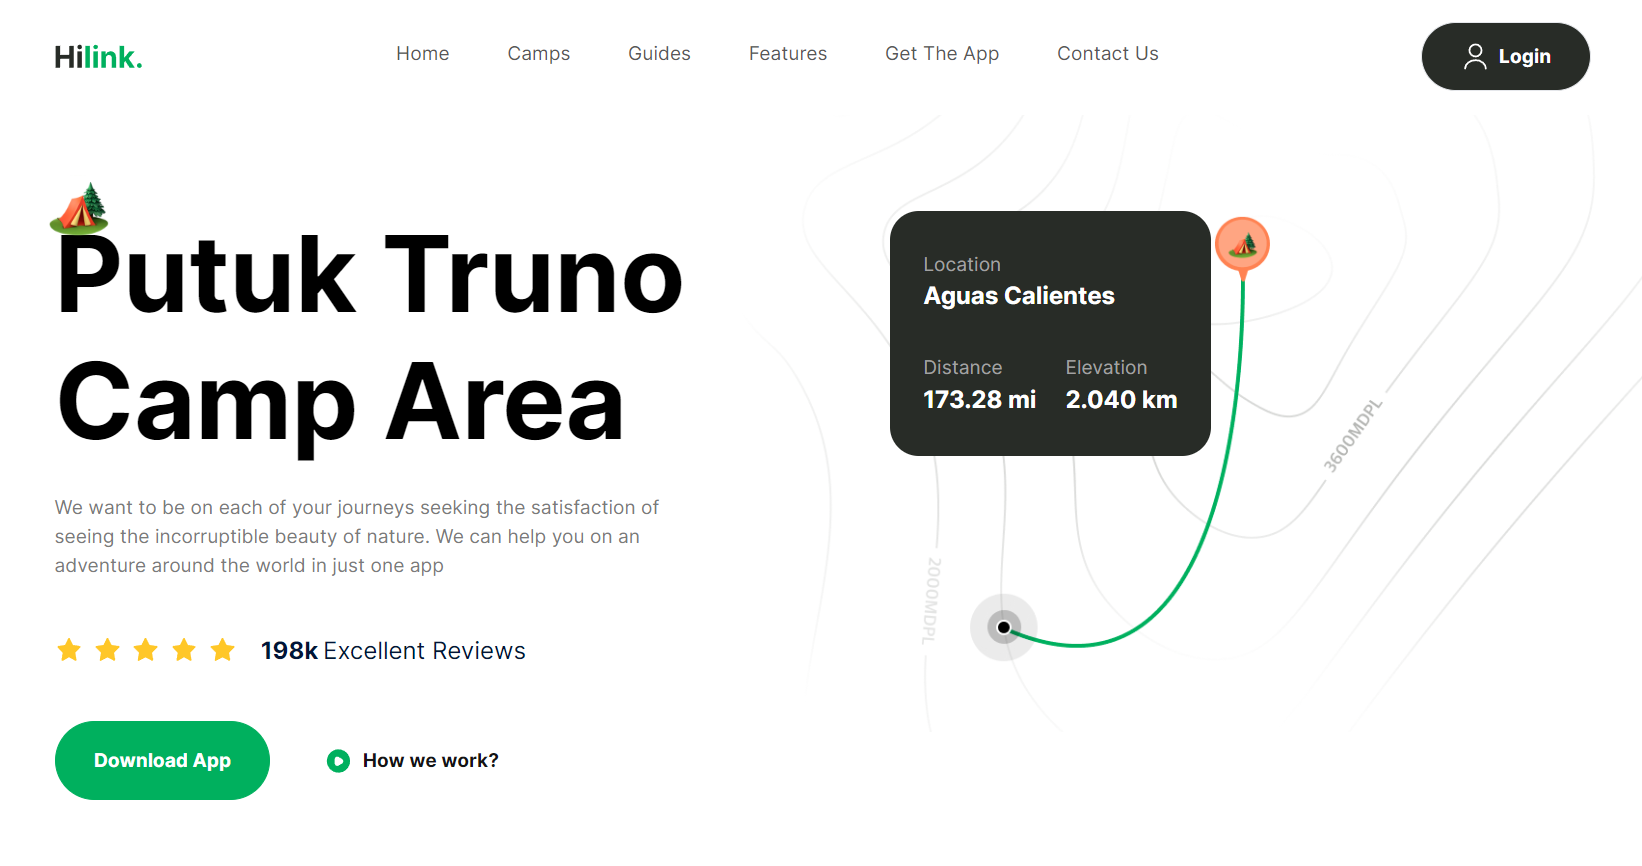 Hilink.
Home
Camps
Guides
Features
Get The App
Contact Us
Login
Putuk Truno
Camp Area
We want to be on each of your journeys seeking the satisfaction of
seeing the incorruptible beauty of nature. We can help you on an
adventure around the world in just one app
198k Excellent Reviews
Download App
How we work?
Location
Aguas Calientes
Distance
Elevation
173.28 mi
2.040 km
3600MDPL
2000MDPL